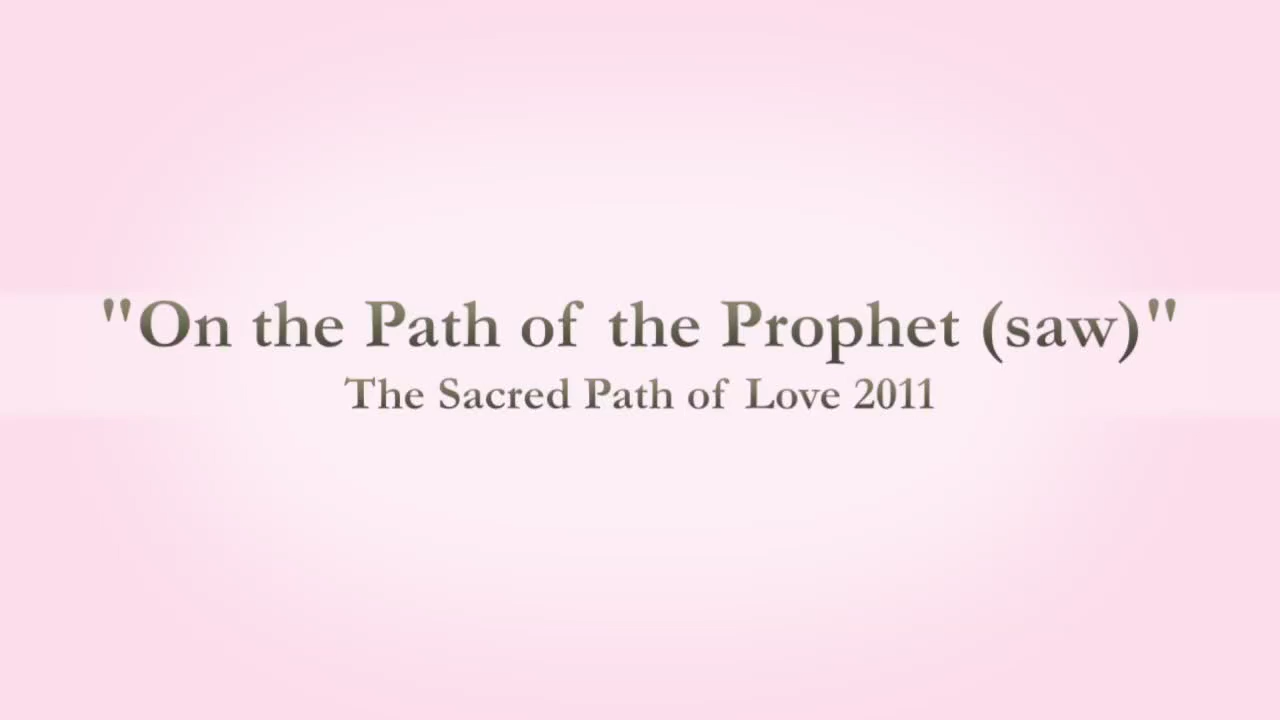 "On the Path of the Prophet (saw)"
The Sacred Path of Love 2011